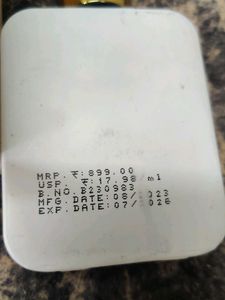 MRP. ₹:899.00
USP. ₹:17.98/ml
B.NO.B230983
MFG.DATE:08/2023
EXP.DATE:07/2026